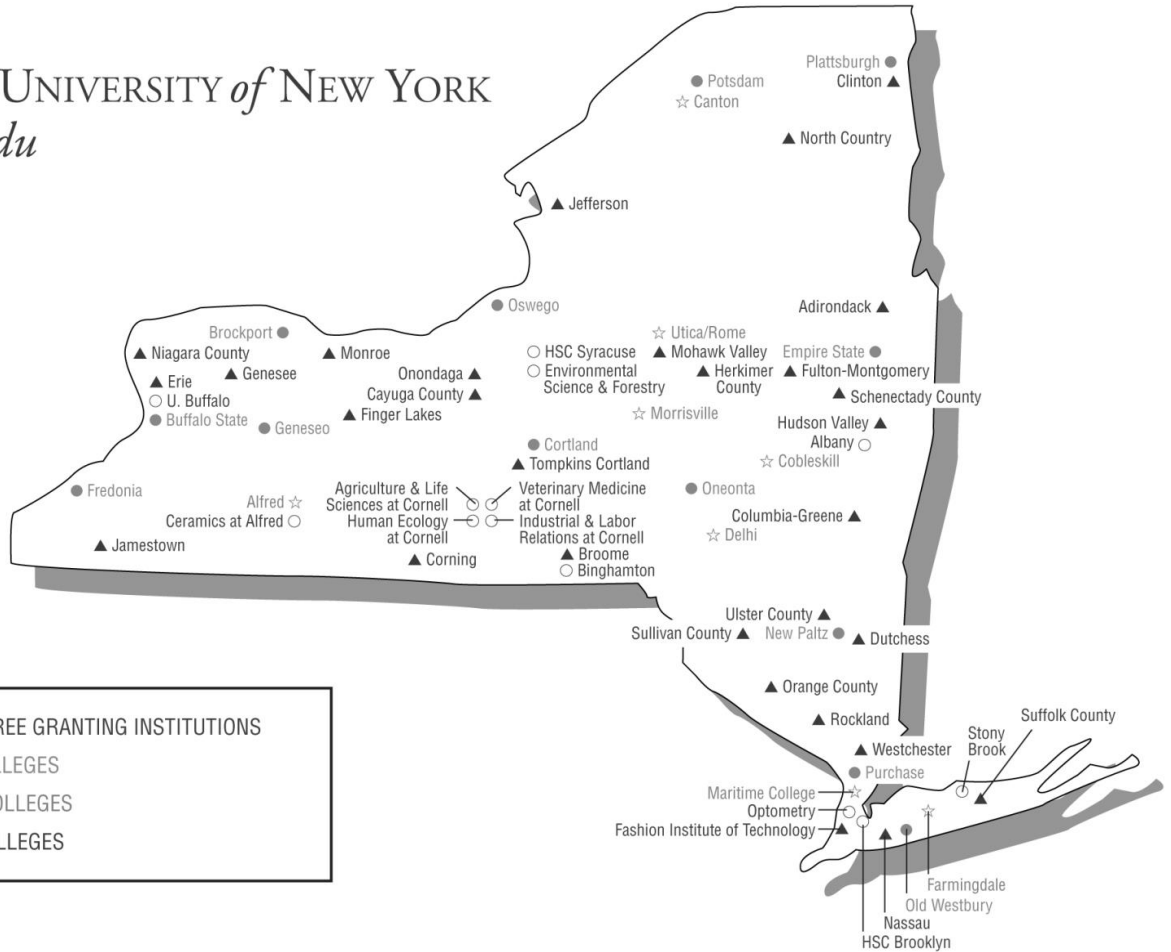 UNIVERSITY of NEW YORK
du
Plattsburgh
Clinton
Potsdam
Canton
North Country
Jefferson
Oswego
Adirondack
Brockport
Niagara County
Monroe
Genesee
Erie
U. Buffalo
Buffalo State
Geneseo
Finger Lakes
Onondaga
Cayuga County
HSC Syracuse
Environmental
Science & Forestry
Utica/Rome
Mohawk Valley
Herkimer
County
Empire State
Fulton-Montgomery
Schenectady County
Morrisville
Hudson Valley
Albany
Cobleskill
Cortland
Tompkins Cortland
Fredonia
Alfred
Ceramics at Alfred
Agriculture & Life
Sciences at Cornell
Human Ecology
at Cornell
Veterinary Medicine
at Cornell
Industrial & Labor
Relations at Cornell
Oneonta
Columbia-Greene
Delhi
Jamestown
Corning
Broome
Binghamton
Ulster County
Sullivan County
New Paltz
Dutchess
Orange County
Rockland
Westchester
Purchase
Maritime College
Optometry
Fashion Institute of Technology
Stony
Brook
Suffolk County
Farmingdale
Old Westbury
Nassau
HSC Brooklyn
REE GRANTING INSTITUTIONS
LLEGES
OLLEGES
LLEGES